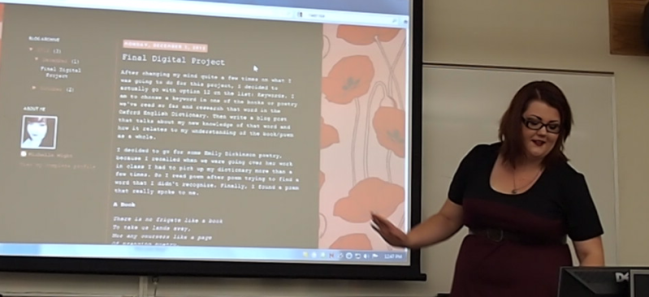 BLOG ARCHIVE
Final Digital
Project
ABOUT ME
Final Digital Project
After changing my mind quite a few times on what I
was going to do for this project, I decided to
actually go with option 12 on the list: Keywords. I
am to choose a keyword in one of the books or poetry
we've read so far and research that word in the
Oxford English Dictionary. Then write a blog post
that talks about my new knowledge of that word and
how it relates to my understanding of the book/poem
as a whole.
I decided to go for some Emily Dickinson poetry,
because I recalled when we were going over her work
in class I had to pick up my dictionary more than a
few times. So I read poem after poem trying to find a
word that I didn't recognize. Finally, I found a poem
that really spoke to me.
A Book
There is no frigate like a book
To take us lands away,
Nor any coursers like a page
Of prancing poetry.